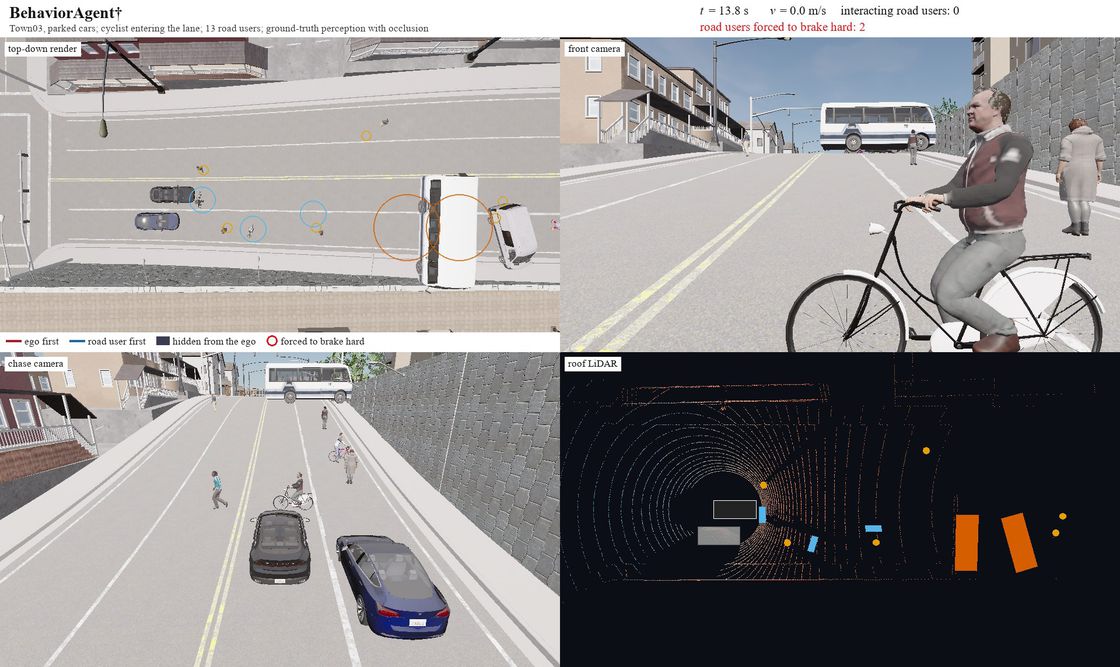 BehaviorAgent†
Town03, parked cars; cyclist entering the lane; 13 road users; ground-truth perception with occlusion
t = 13.8 s v = 0.0 m/s interacting road users: 0
road users forced to brake hard: 2
top-down render
front camera
ego first road user first hidden from the ego forced to brake hard
chase camera
roof LiDAR